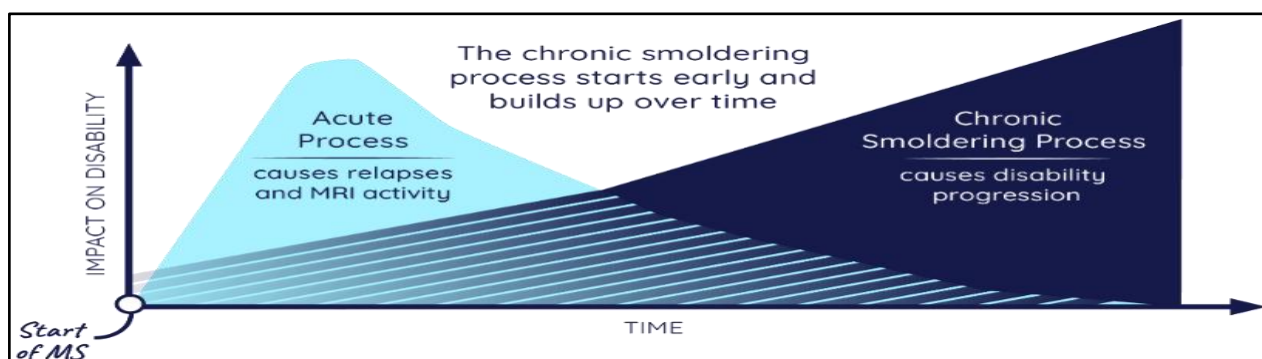 The chronic smoldering
process starts early and
builds up over time
Acute
Process
causes relapses
and MRI activity
Chronic
Smoldering Process
causes disability
progression
IMPACT ON DISABILITY
TIME
Start
of MS